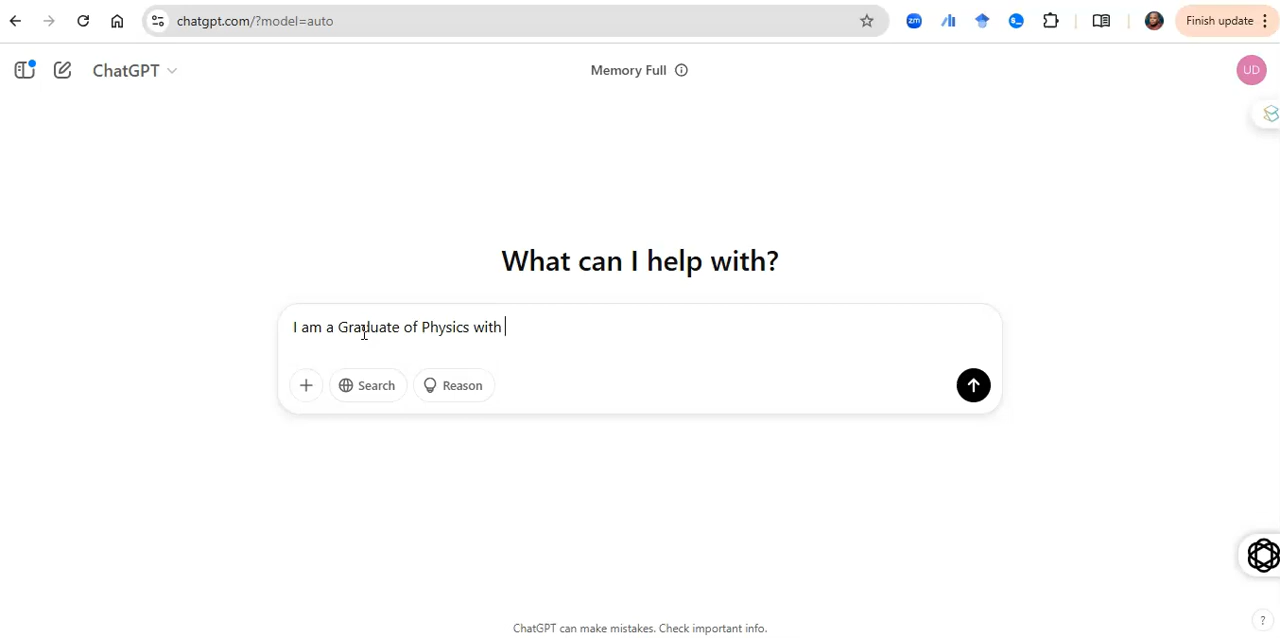 chatgpt.com/?model=auto
zm
Finish update
ChatGPT
Memory Full
UD
What can I help with?
I am a Graduate of Physics with
Search
Reason
ChatGPT can make mistakes. Check important info.
?